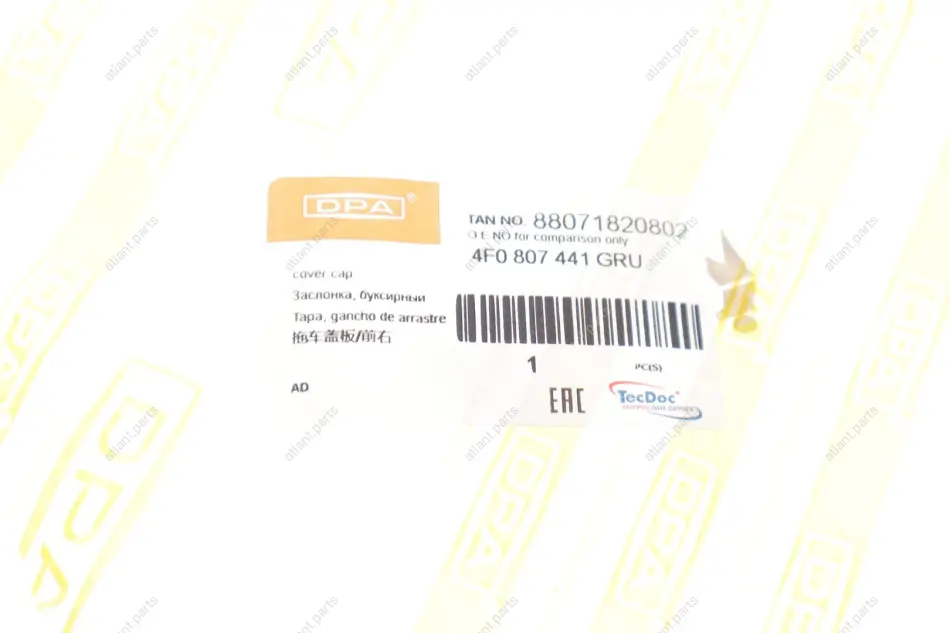 DPA®
TAN NO. 88071820802
O E NO for comparison only
4F0 807 441 GRU
cover cap
Заслонка, буксирный
Tapa, gancho de arrastre
拖车盖板/前右
1
PC(S)
AD
EAC
TecDoc